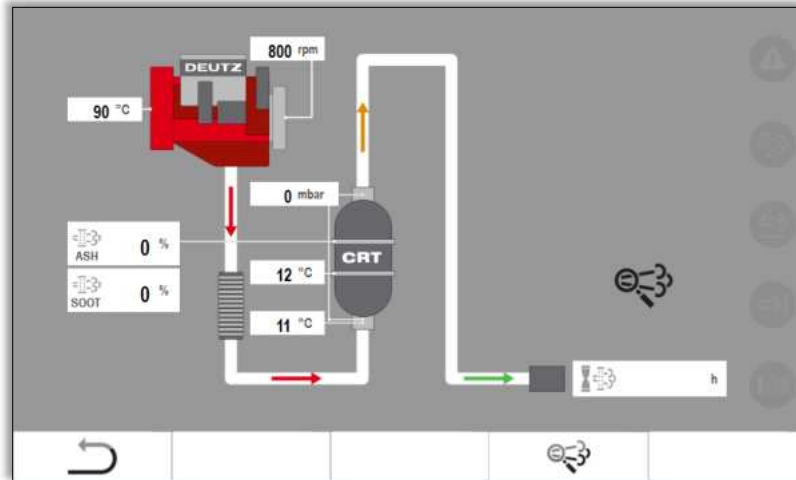 800 rpm
DEUTZ
90 °C
0 mbar
ASH 0 %
CRT
12 °C
SOOT 0 %
11 °C
h